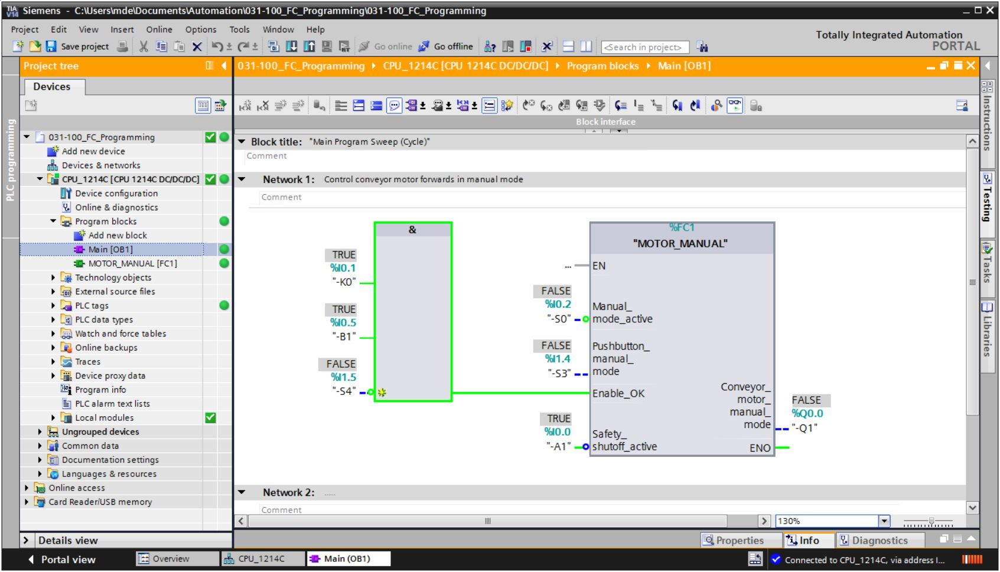 TIA
V14
Siemens - C:\Users\mde\Documents\Automation\031-100_FC_Programming\031-100_FC_Programming
Project Edit View Insert Online Options Tools Window Help
Totally Integrated Automation
PORTAL
Save project
Go online
Go offline
<Search in project>
Project tree
031-100_FC_Programming
CPU_1214C [CPU 1214C DC/DC/DC]
Program blocks
Main [OB1]
Devices
PLC programming
031-100_FC_Programming
Add new device
Devices & networks
CPU_1214C [CPU 1214C DC/DC/DC]
Device configuration
Online & diagnostics
Program blocks
Add new block
Main [OB1]
MOTOR_MANUAL [FC1]
Technology objects
External source files
PLC tags
PLC data types
Watch and force tables
Online backups
Traces
Device proxy data
Program info
PLC alarm text lists
Local modules
Ungrouped devices
Common data
Documentation settings
Languages & resources
Online access
Card Reader/USB memory
Details view
Block interface
Block title: "Main Program Sweep (Cycle)"
Comment
Network 1: Control conveyor motor forwards in manual mode
Comment
&
TRUE
%I0.1
"-K0"
TRUE
%I0.5
"-B1"
FALSE
%I1.5
"-S4"
%FC1
"MOTOR_MANUAL"
... EN
FALSE
%I0.2
"-S0"
Manual_
mode_active
FALSE
%I1.4
"-S3"
Pushbutton_
manual_
mode
Enable_OK
TRUE
%I0.0
"-A1"
Safety_
shutoff_active
Conveyor_
motor_
manual_
mode
FALSE
%Q0.0
"-Q1"
ENO
Network 2: .....
Comment
130%
Instructions
Testing
Tasks
Libraries
Properties
Info
Diagnostics
Portal view
Overview
CPU_1214C
Main (OB1)
Connected to CPU_1214C, via address I...